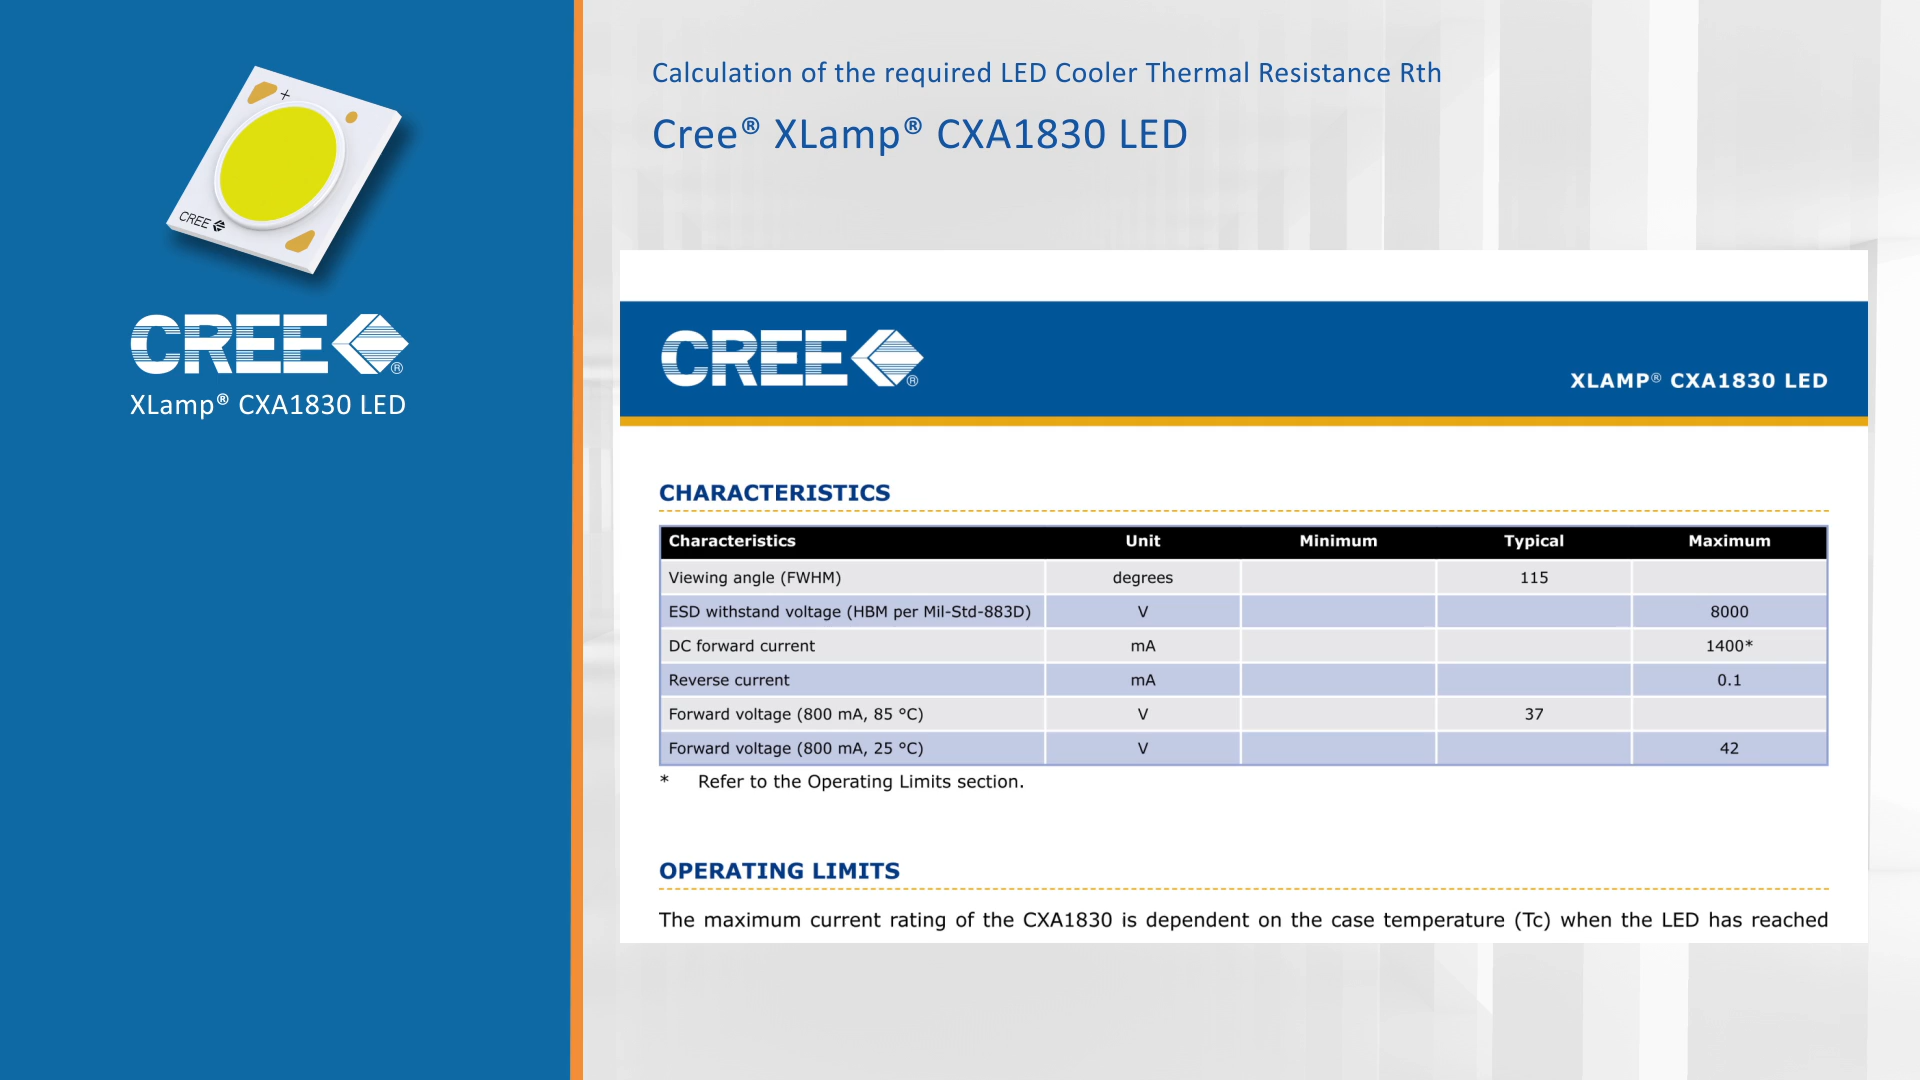 +
CREE
CREE®
XLamp® CXA1830 LED
Calculation of the required LED Cooler Thermal Resistance Rth
Cree® XLamp® CXA1830 LED
CREE®
XLAMP® CXA1830 LED
CHARACTERISTICS
Characteristics Unit Minimum Typical Maximum
Viewing angle (FWHM) degrees 115
ESD withstand voltage (HBM per Mil-Std-883D) V 8000
DC forward current mA 1400*
Reverse current mA 0.1
Forward voltage (800 mA, 85 °C) V 37
Forward voltage (800 mA, 25 °C) V 42
* Refer to the Operating Limits section.
OPERATING LIMITS
The maximum current rating of the CXA1830 is dependent on the case temperature (Tc) when the LED has reached